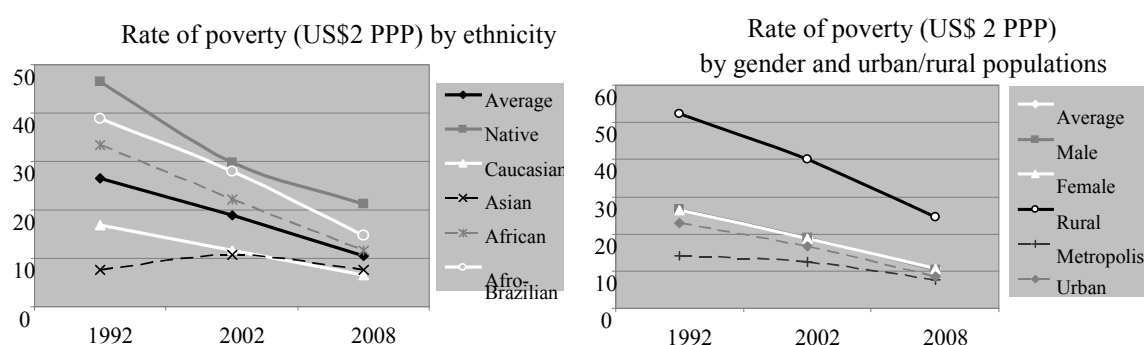 Rate of poverty (US$2 PPP) by ethnicity
50
40
30
20
10
0
1992 2002 2008
Average
Native
Caucasian
Asian
African
Afro-
Brazilian
Rate of poverty (US$ 2 PPP)
by gender and urban/rural populations
60
50
40
30
20
10
0
1992 2002 2008
Average
Male
Female
Rural
Metropolis
Urban